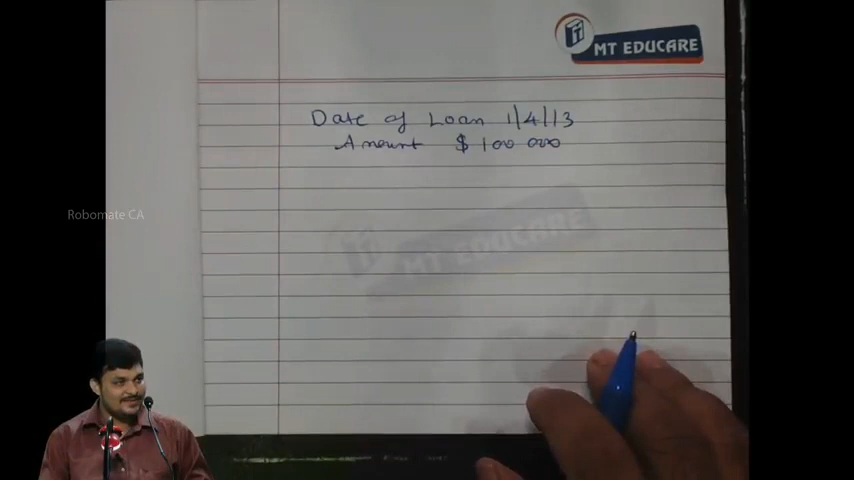 MT EDUCARE
Date of Loan 1/4/13
Amount $ 100 000
Robomate CA
MT EDUCARE